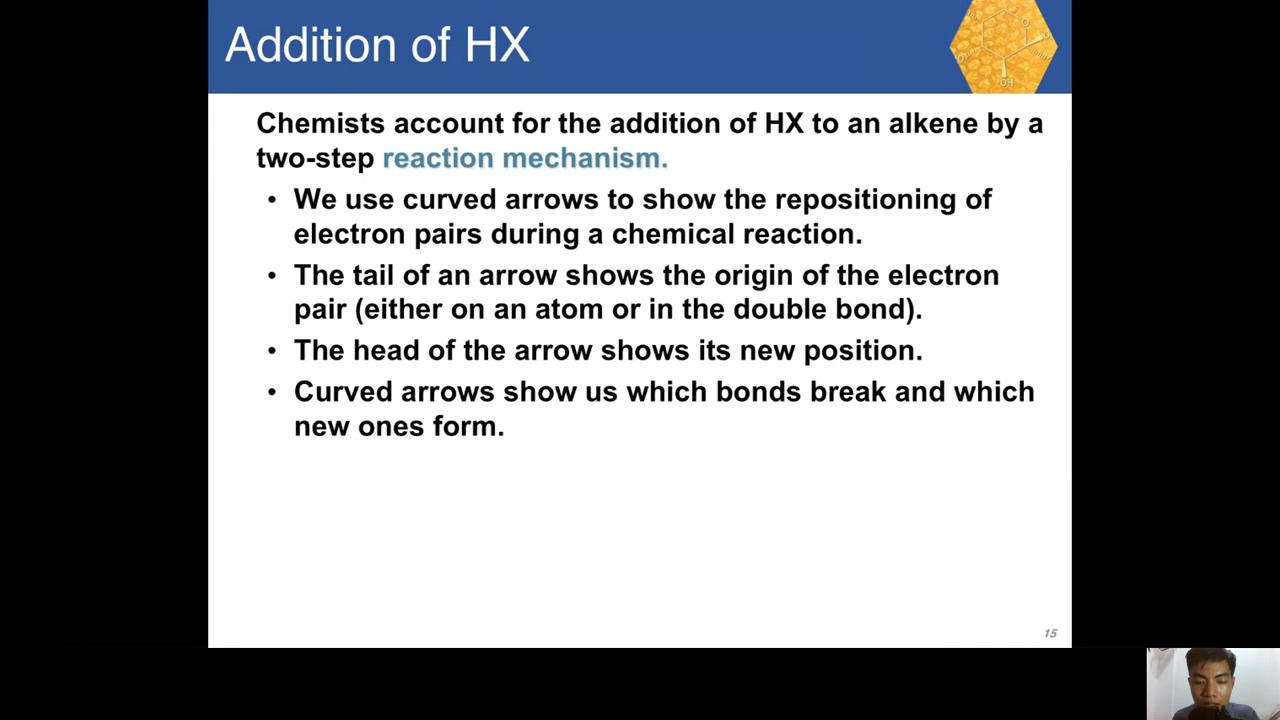 Addition of HX
OH
Chemists account for the addition of HX to an alkene by a
two-step reaction mechanism.
• We use curved arrows to show the repositioning of
electron pairs during a chemical reaction.
• The tail of an arrow shows the origin of the electron
pair (either on an atom or in the double bond).
• The head of the arrow shows its new position.
• Curved arrows show us which bonds break and which
new ones form.
15